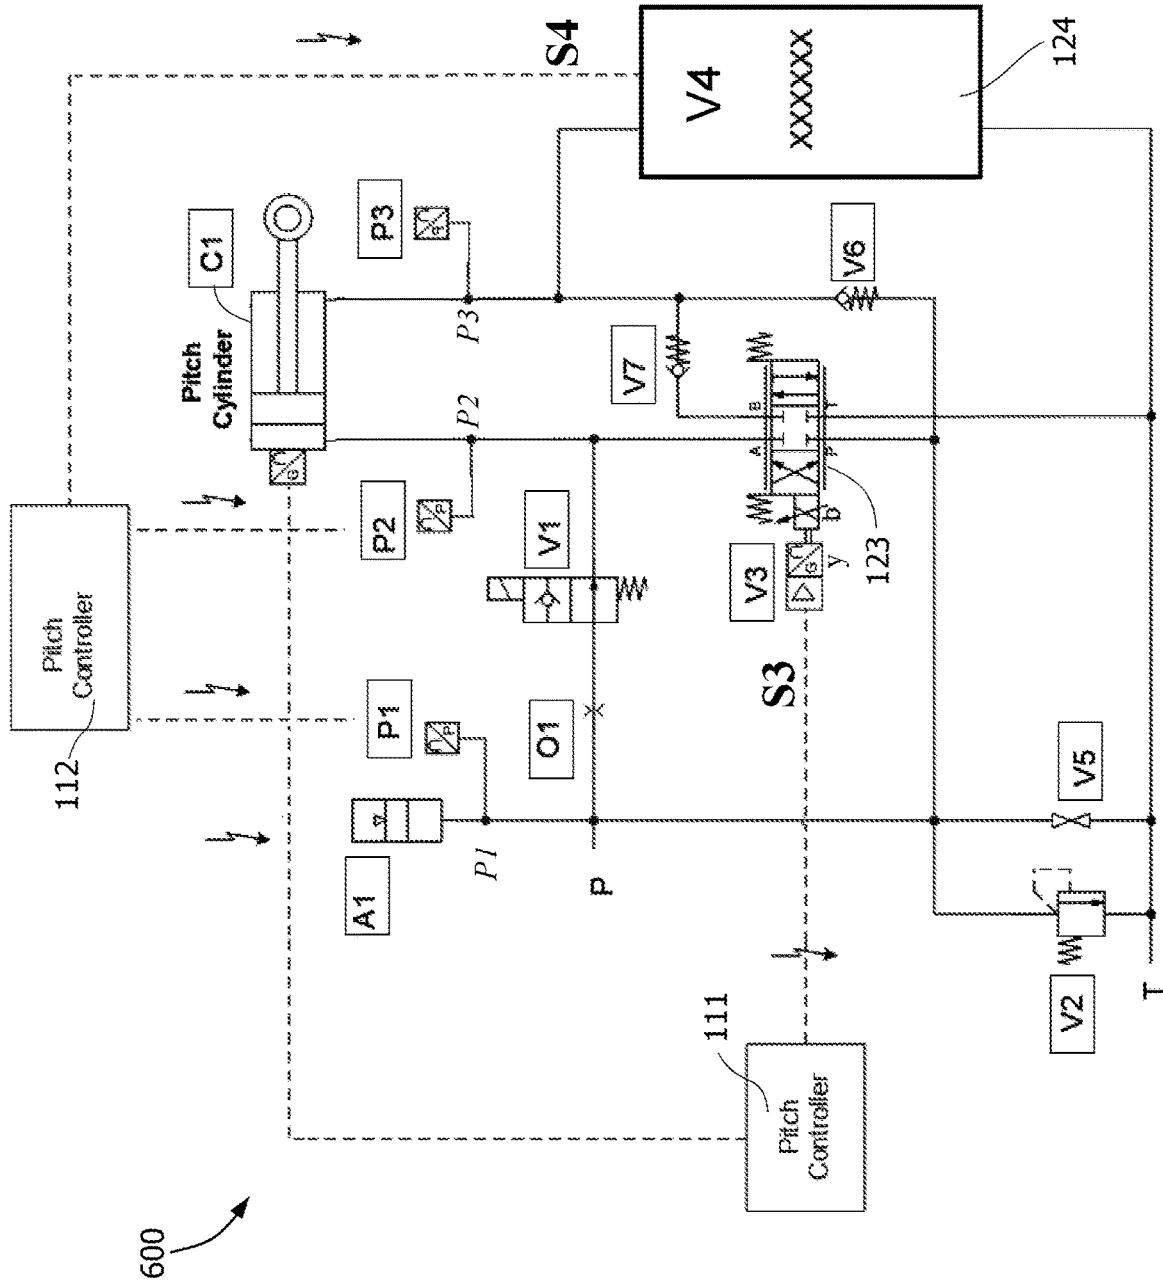 600
112
Pitch
Controller
Pitch
Cylinder
C1
G
A1
P1
P2
P3
P
P
P
P1
P2
P3
S4
P
O1
V1
V7
V4
XXXXXX
124
111
Pitch
Controller
S3
V3
G
y
b
A
B
P
T
123
V6
V2
V5
T